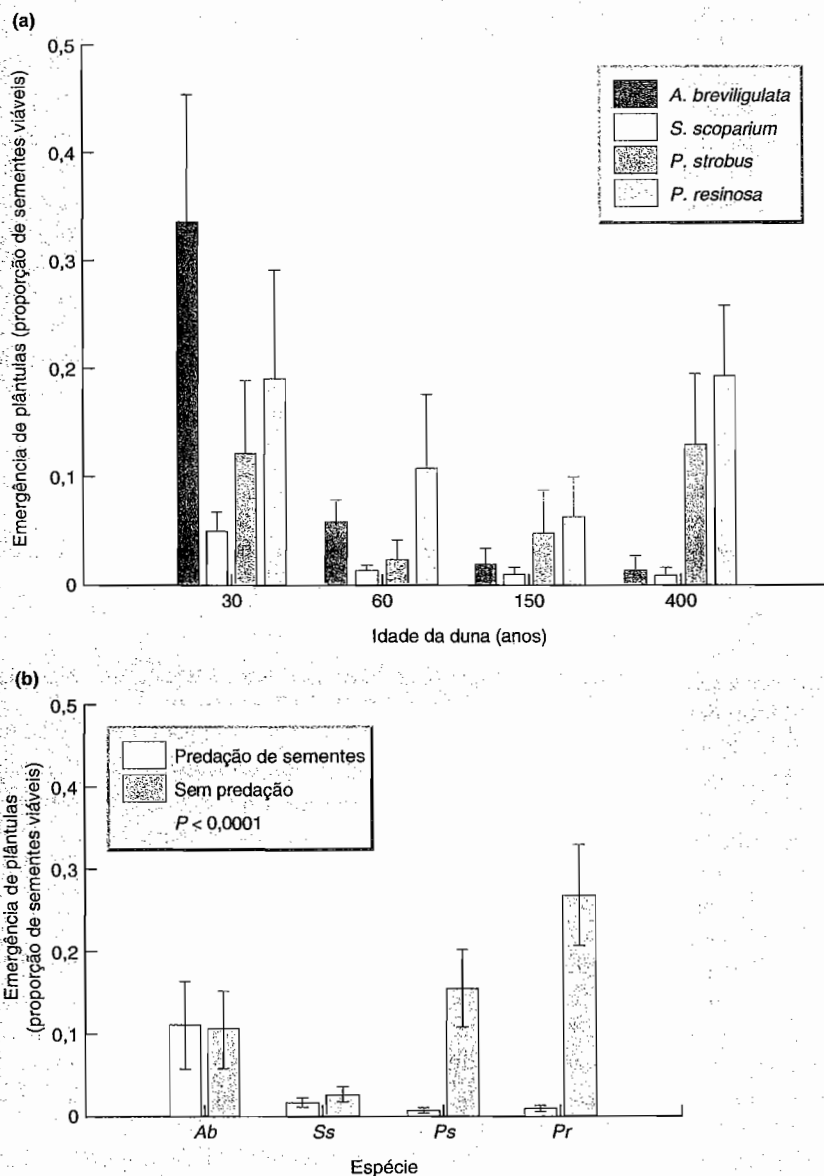 (a)
0,5
0,4
0,3
0,2
0,1
0
Emergência de plântulas (proporção de sementes viáveis)
A. breviligulata
S. scoparium
P. strobus
P. resinosa
30 60 150 400
Idade da duna (anos)
(b)
0,5
0,4
0,3
0,2
0,1
0
Emergência de plântulas
(proporção de sementes viáveis)
Predação de sementes
Sem predação
P < 0,0001
Ab Ss Ps Pr
Espécie